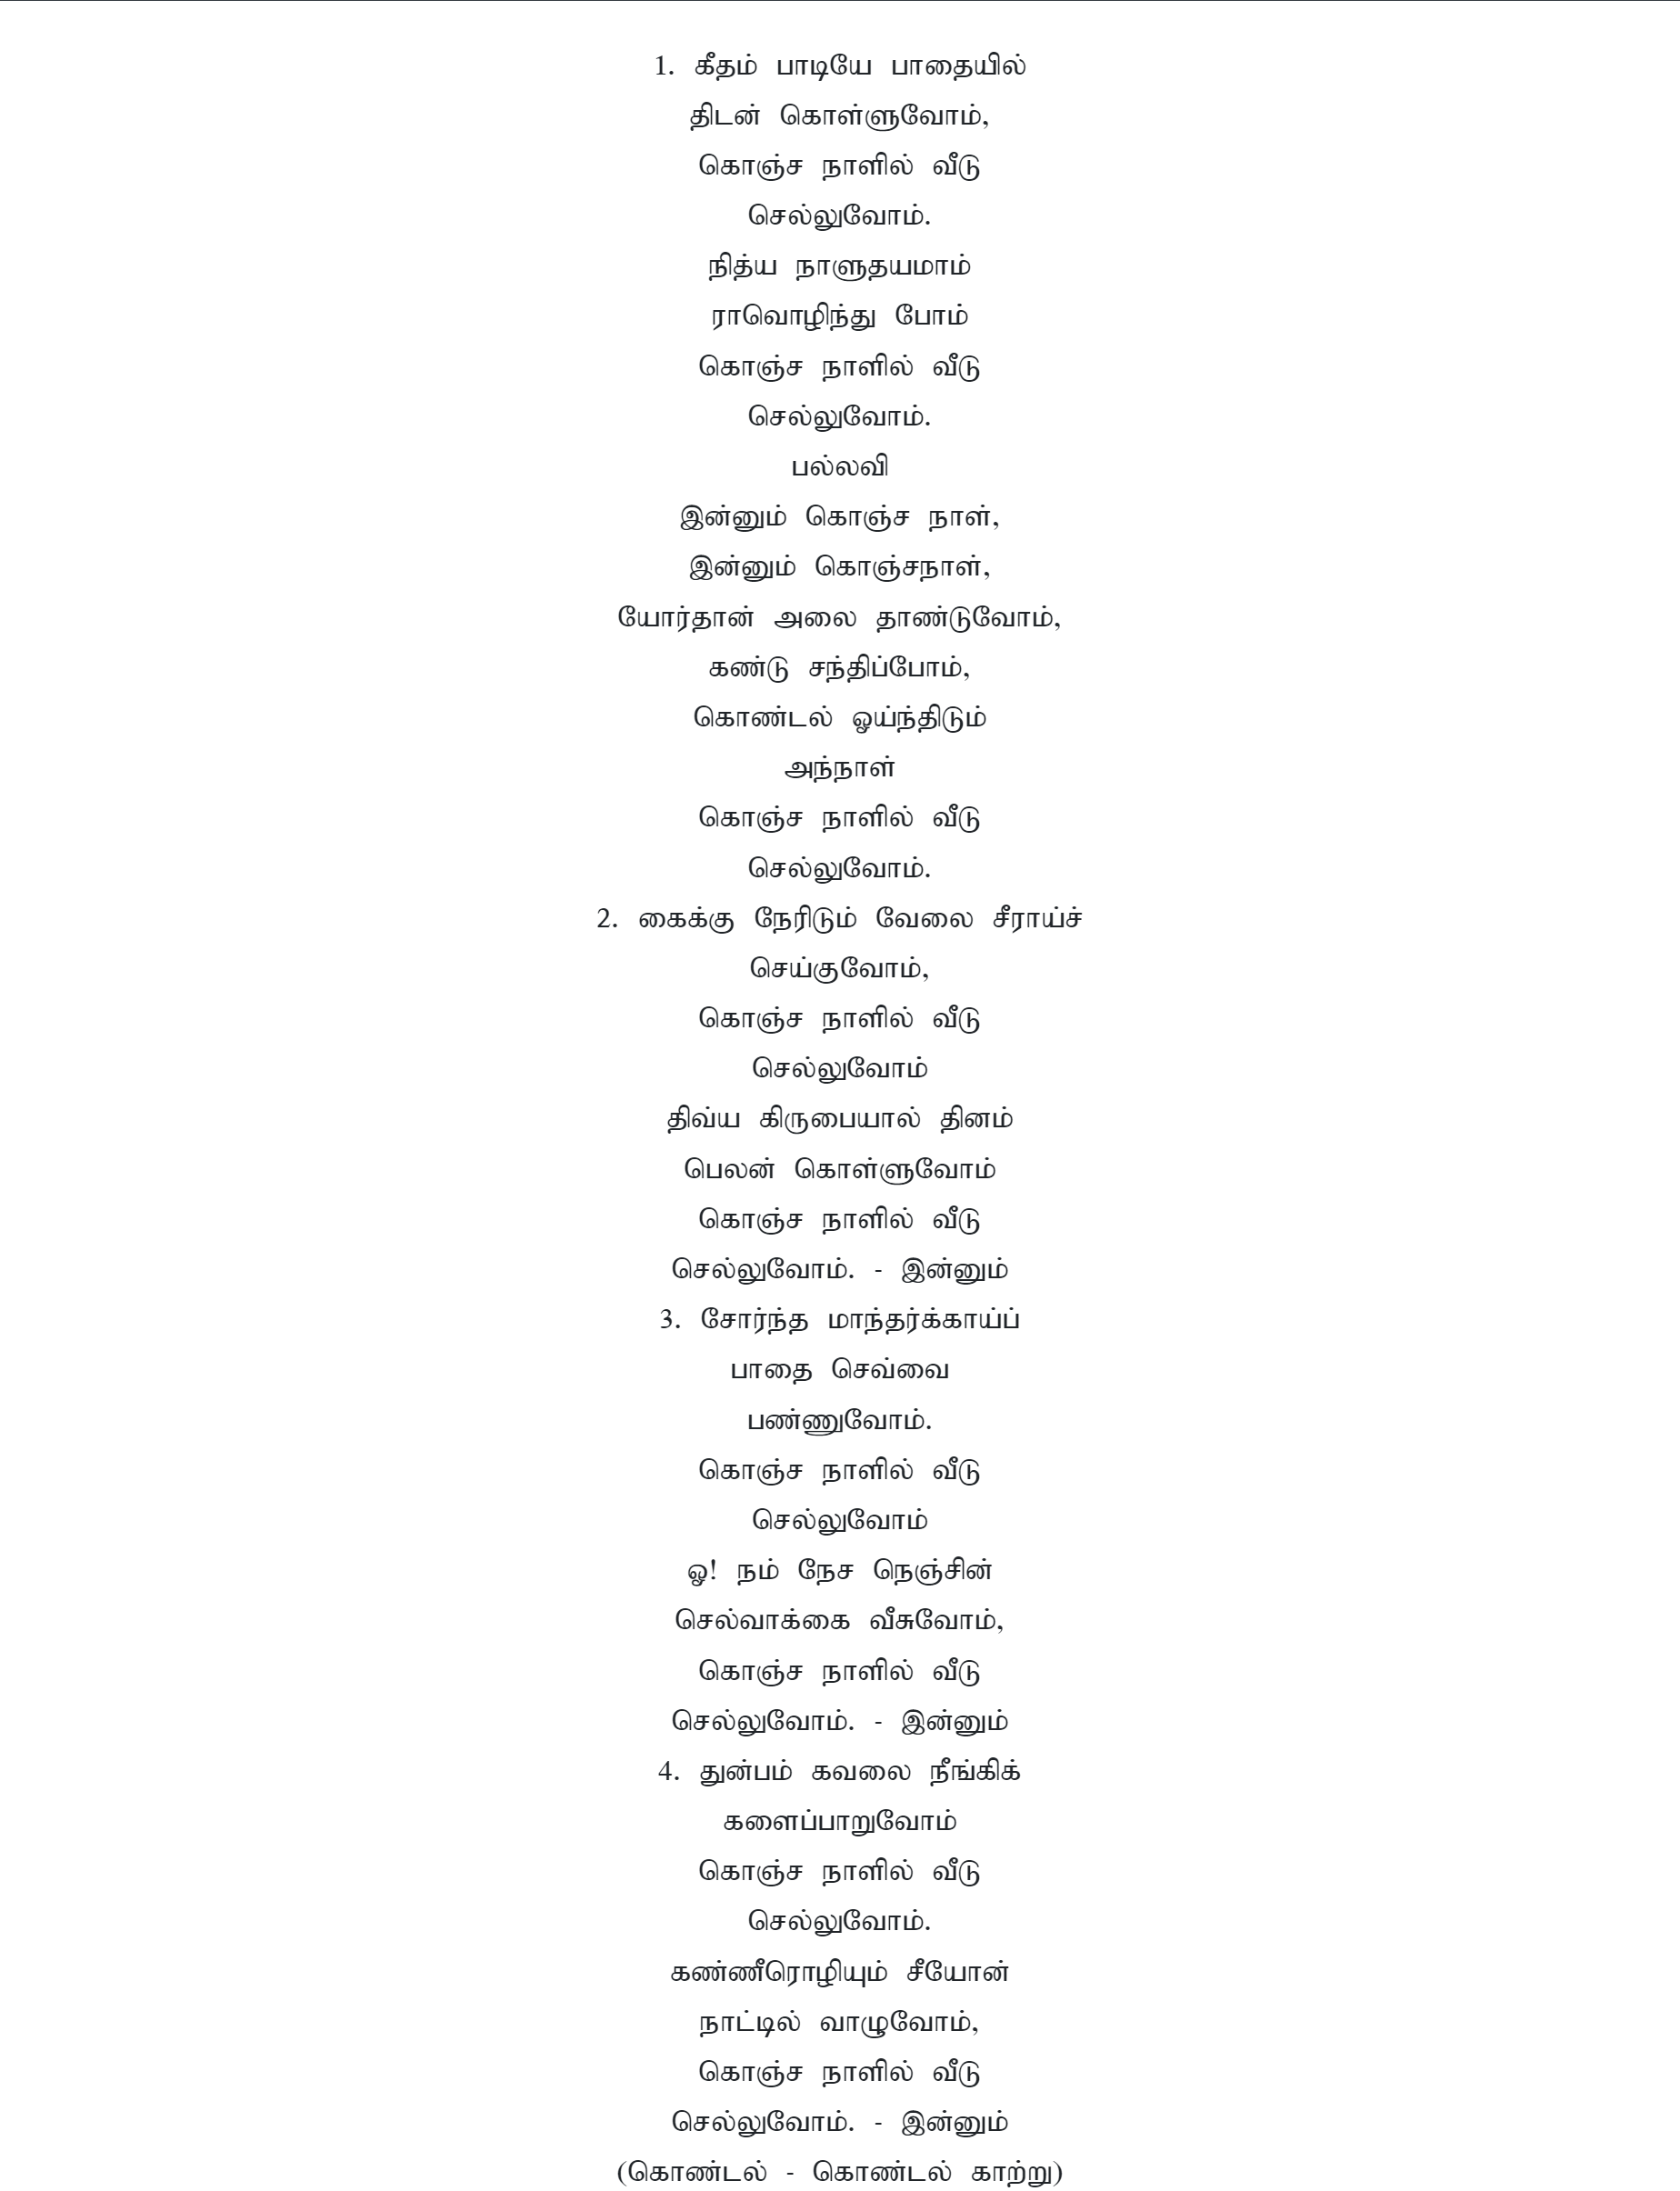 1. கீதம் பாடியே பாதையில்
திடன் கொள்ளுவோம்,
கொஞ்ச நாளில் வீடு
செல்லுவோம்.
நித்ய நாளுதயமாம்
ராவொழிந்து போம்
கொஞ்ச நாளில் வீடு
செல்லுவோம்.
பல்லவி
இன்னும் கொஞ்ச நாள்,
இன்னும் கொஞ்சநாள்,
யோர்தான் அலை தாண்டுவோம்,
கண்டு சந்திப்போம்,
கொண்டல் ஓய்ந்திடும்
அந்நாள்
கொஞ்ச நாளில் வீடு
செல்லுவோம்.
2. கைக்கு நேரிடும் வேலை சீராய்ச்
செய்குவோம்,
கொஞ்ச நாளில் வீடு
செல்லுவோம்
திவ்ய கிருபையால் தினம்
பெலன் கொள்ளுவோம்
கொஞ்ச நாளில் வீடு
செல்லுவோம். - இன்னும்
3. சோர்ந்த மாந்தர்க்காய்ப்
பாதை செவ்வை
பண்ணுவோம்.
கொஞ்ச நாளில் வீடு
செல்லுவோம்
ஓ! நம் நேச நெஞ்சின்
செல்வாக்கை வீசுவோம்,
கொஞ்ச நாளில் வீடு
செல்லுவோம். - இன்னும்
4. துன்பம் கவலை நீங்கிக்
களைப்பாறுவோம்
கொஞ்ச நாளில் வீடு
செல்லுவோம்.
கண்ணீரொழியும் சீயோன்
நாட்டில் வாழுவோம்,
கொஞ்ச நாளில் வீடு
செல்லுவோம். - இன்னும்
(கொண்டல் - கொண்டல் காற்று)